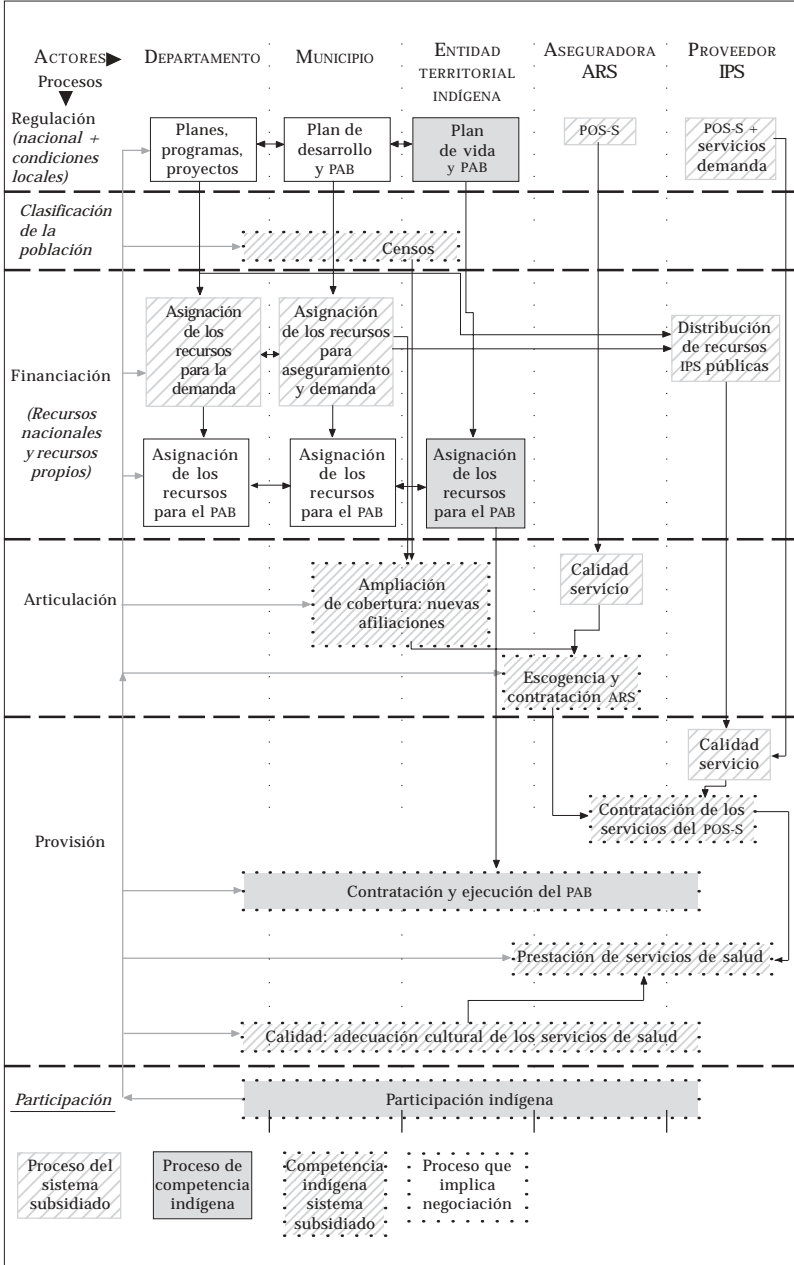 ACTORES
Procesos
DEPARTAMENTO
MUNICIPIO
ENTIDAD
TERRITORIAL
INDÍGENA
ASEGURADORA
ARS
PROVEEDOR
IPS
Regulación
(nacional +
condiciones
locales)
Planes,
programas,
proyectos
Plan de
desarrollo
y PAB
Plan
de vida
y PAB
POS-S
POS-S +
servicios
demanda
Clasificación
de la
población
Censos
Financiación
(Recursos
nacionales
y recursos
propios)
Asignación
de los
recursos
para la
demanda
Asignación
de los recursos
para
aseguramiento
y demanda
Distribución
de recursos
IPS públicas
Asignación
de los
recursos
para el PAB
Asignación
de los
recursos
para el PAB
Asignación
de los
recursos
para el PAB
Articulación
Ampliación
de cobertura: nuevas
afiliaciones
Calidad
servicio
Escogencia y
contratación ARS
Provisión
Calidad
servicio
Contratación de los
servicios del POS-S
Contratación y ejecución del PAB
Prestación de servicios de salud
Calidad: adecuación cultural de los servicios de salud
Participación
Participación indígena
Proceso del
sistema
subsidiado
Proceso de
competencia
indígena
Competencia
indígena
sistema
subsidiado
Proceso que
implica
negociación